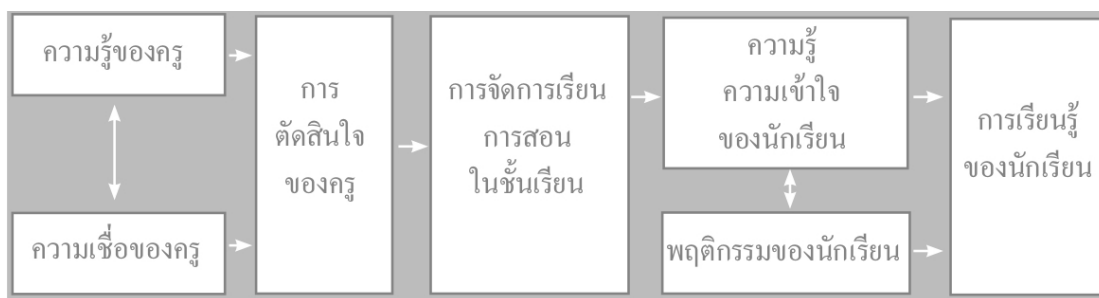 ความรู้ของครู
ความเชื่อของครู
การ
ตัดสินใจ
ของครู
การจัดการเรียน
การสอน
ในชั้นเรียน
ความรู้
ความเข้าใจ
ของนักเรียน
พฤติกรรมของนักเรียน
การเรียนรู้
ของนักเรียน